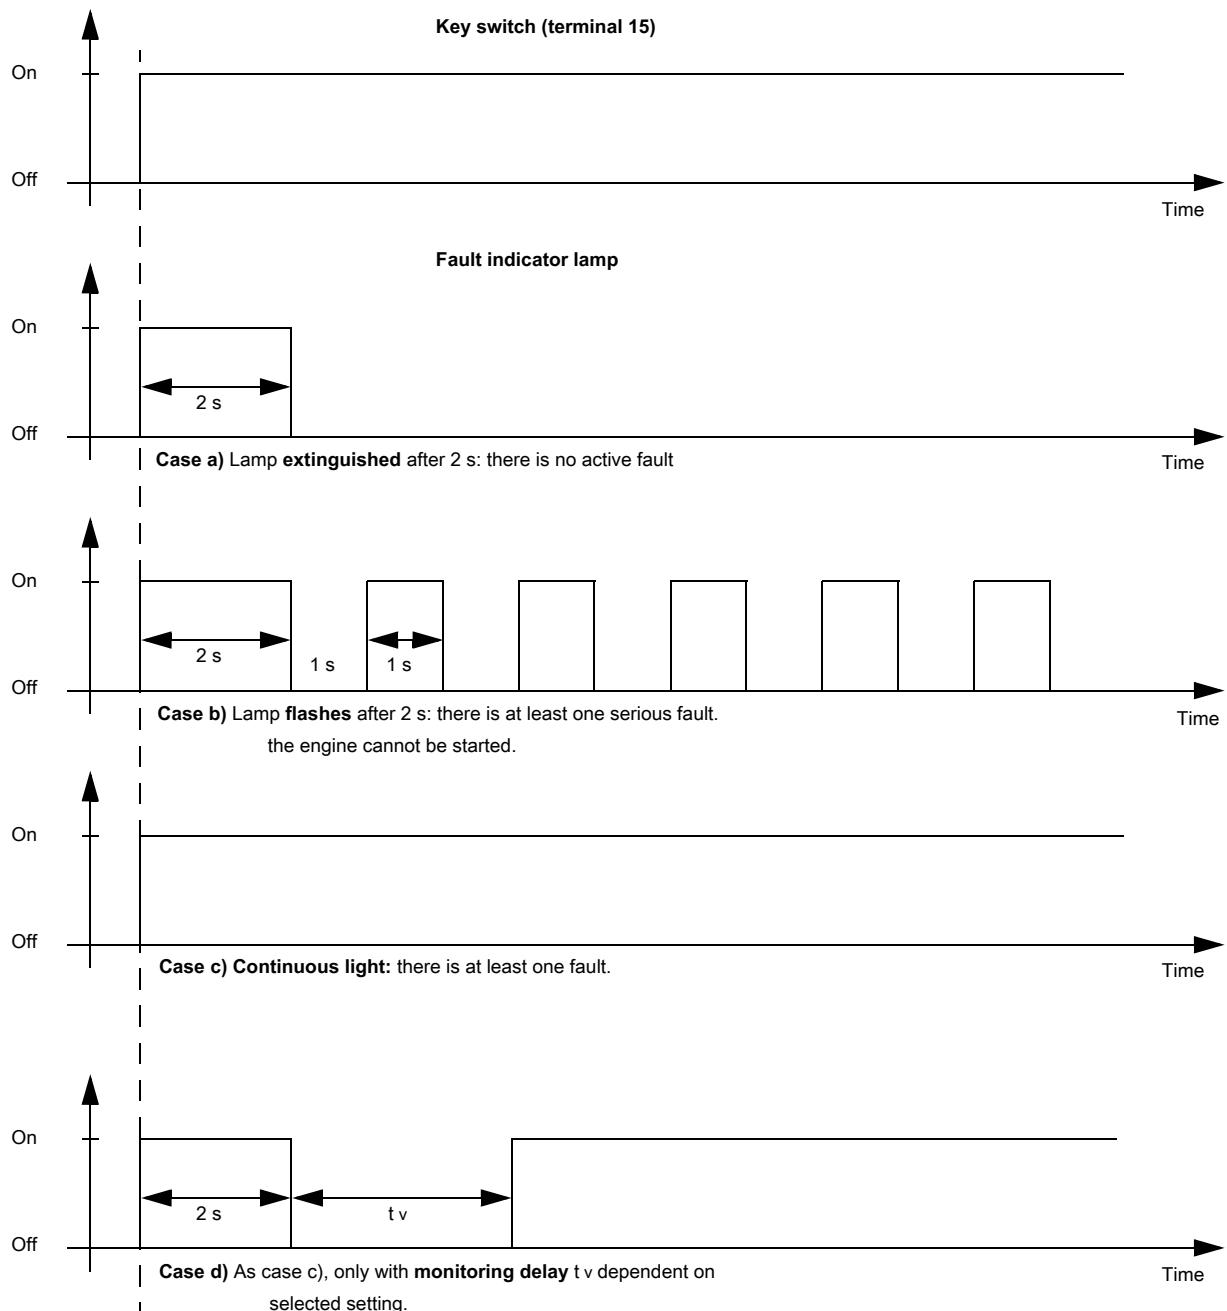 Key switch (terminal 15)
On
Off
Time
Fault indicator lamp
On
2 s
Off
Case a) Lamp extinguished after 2 s: there is no active fault
Time
On
2 s
1 s
1 s
Off
Case b) Lamp flashes after 2 s: there is at least one serious fault.
Time
the engine cannot be started.
On
Off
Case c) Continuous light: there is at least one fault.
Time
On
2 s
t v
Off
Case d) As case c), only with monitoring delay t v dependent on
Time
selected setting.